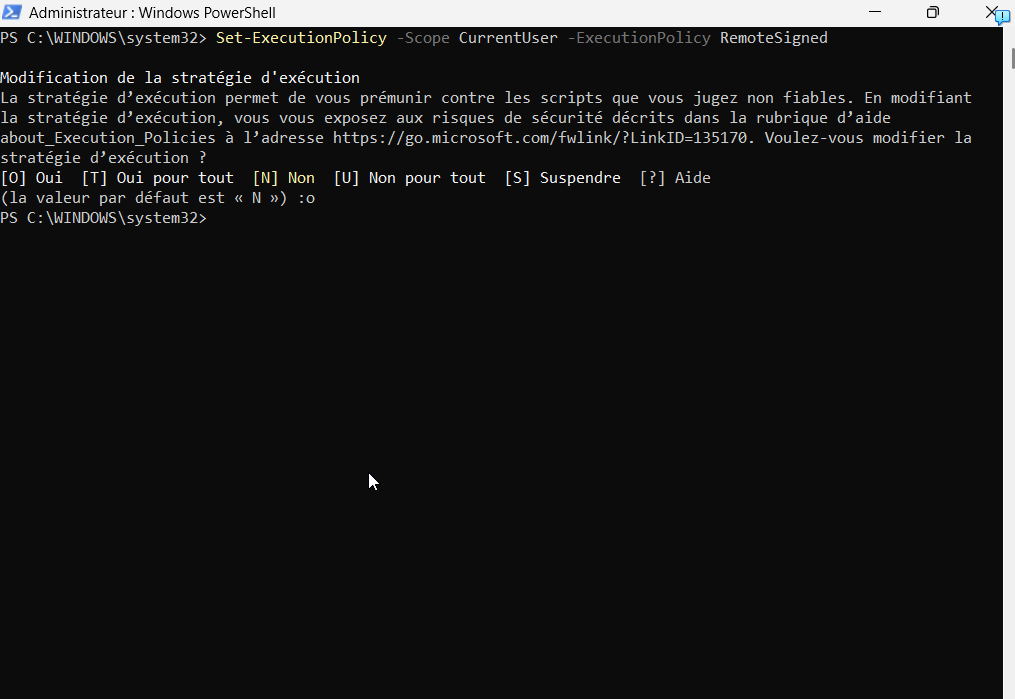 Administrateur : Windows PowerShell
PS C:\WINDOWS\system32> Set-ExecutionPolicy -Scope CurrentUser -ExecutionPolicy RemoteSigned
Modification de la stratégie d'exécution
La stratégie d’exécution permet de vous prémunir contre les scripts que vous jugez non fiables. En modifiant
la stratégie d’exécution, vous vous exposez aux risques de sécurité décrits dans la rubrique d’aide
about_Execution_Policies à l’adresse https://go.microsoft.com/fwlink/?LinkID=135170. Voulez-vous modifier la
stratégie d’exécution ?
[O] Oui  [T] Oui pour tout  [N] Non  [U] Non pour tout  [S] Suspendre  [?] Aide
(la valeur par défaut est « N ») :o
PS C:\WINDOWS\system32>